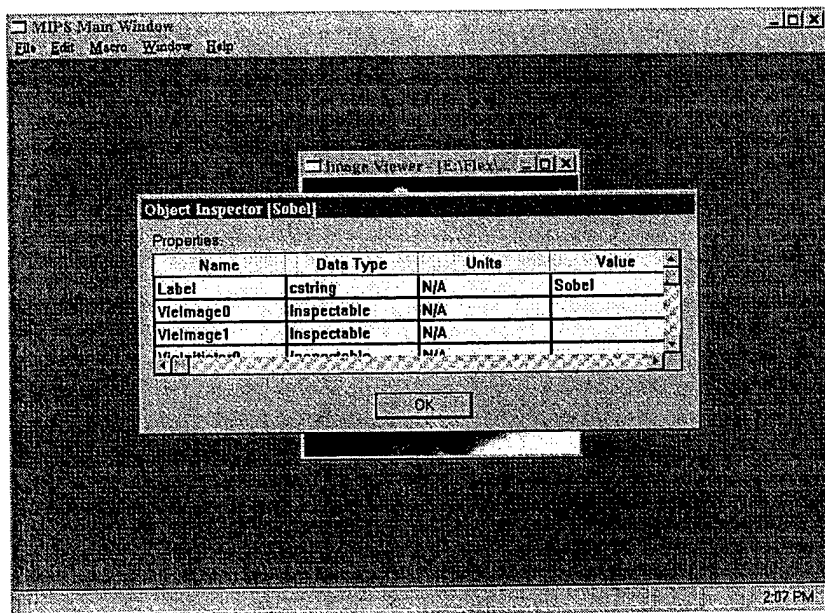 MIPS Main Window
File Edit Macro Window Help
Image Viewer - [E:\Flex\...
Object Inspector [Sobel]
Properties:
Name Data Type Units Value
Label cstring N/A Sobel
VieImage0 Inspectable N/A
VieImage1 Inspectable N/A
Inspectable N/A
OK
2:07 PM